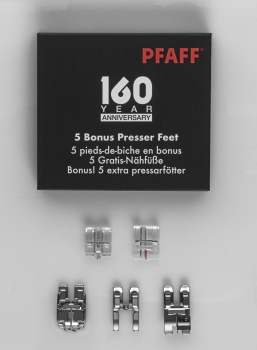 PFAFF®
160
YEAR
ANNIVERSARY
5 Bonus Presser Feet
5 pieds-de-biche en bonus
5 Gratis-Nähfüße
Bonus! 5 extra pressarfötter